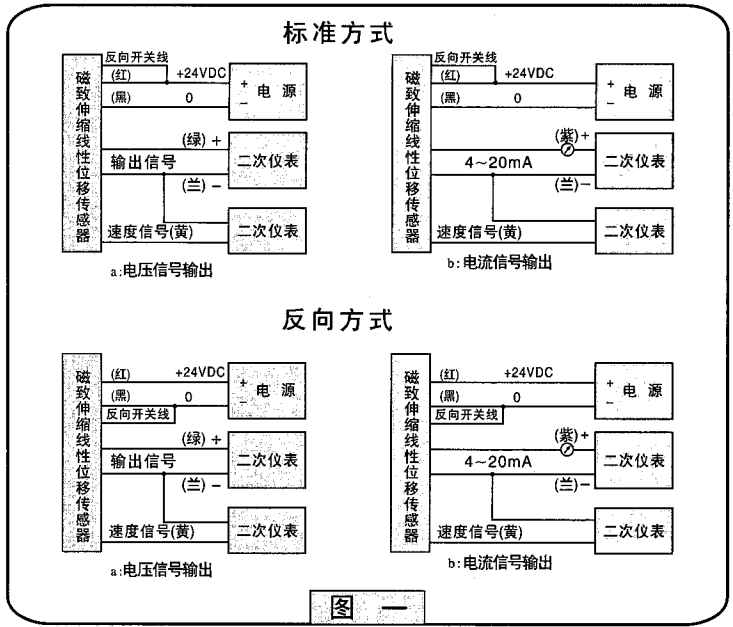 标准方式
反向开关线
(红) +24VDC
(黑) 0
+ 电源
−
磁致伸缩线性位移传感器
(绿) +
输出信号
(兰) −
二次仪表
速度信号(黄)
二次仪表
a:电压信号输出
反向开关线
(红) +24VDC
(黑) 0
+ 电源
−
磁致伸缩线性位移传感器
(紫)+
4～20mA
(兰)−
二次仪表
速度信号(黄)
二次仪表
b:电流信号输出
反向方式
(红) +24VDC
(黑) 0
反向开关线
+ 电源
−
磁致伸缩线性位移传感器
(绿) +
输出信号
(兰) −
二次仪表
速度信号(黄)
二次仪表
a:电压信号输出
(红) +24VDC
(黑) 0
反向开关线
+ 电源
−
磁致伸缩线性位移传感器
(紫)+
4～20mA
(兰)−
二次仪表
速度信号(黄)
二次仪表
b:电流信号输出
图 一